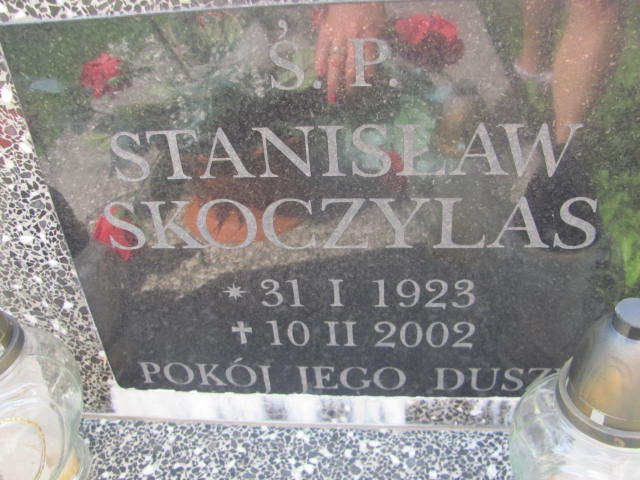 Ś. P.
STANISŁAW
SKOCZYLAS
* 31 I 1923
✝ 10 II 2002
POKÓJ JEGO DUSZY